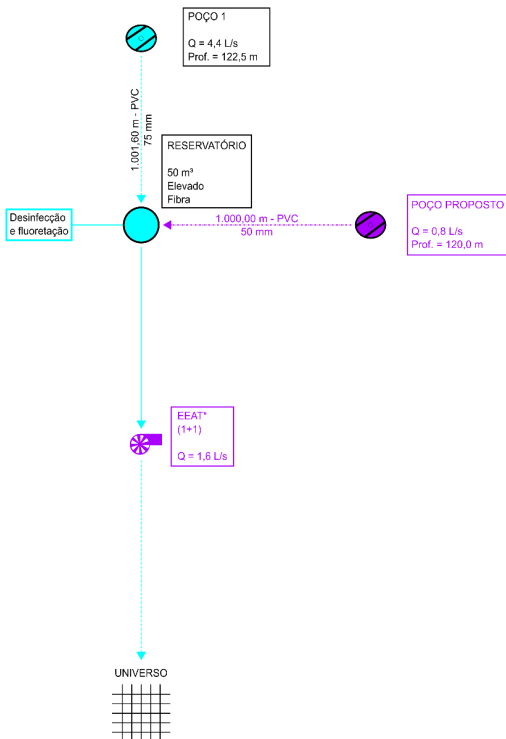 POÇO 1
Q = 4,4 L/s
Prof. = 122,5 m
1.001,60 m - PVC
75 mm
RESERVATÓRIO
50 m³
Elevado
Fibra
Desinfecção
e fluoretação
1.000,00 m - PVC
50 mm
POÇO PROPOSTO
Q = 0,8 L/s
Prof. = 120,0 m
EEAT*
(1+1)
Q = 1,6 L/s
UNIVERSO